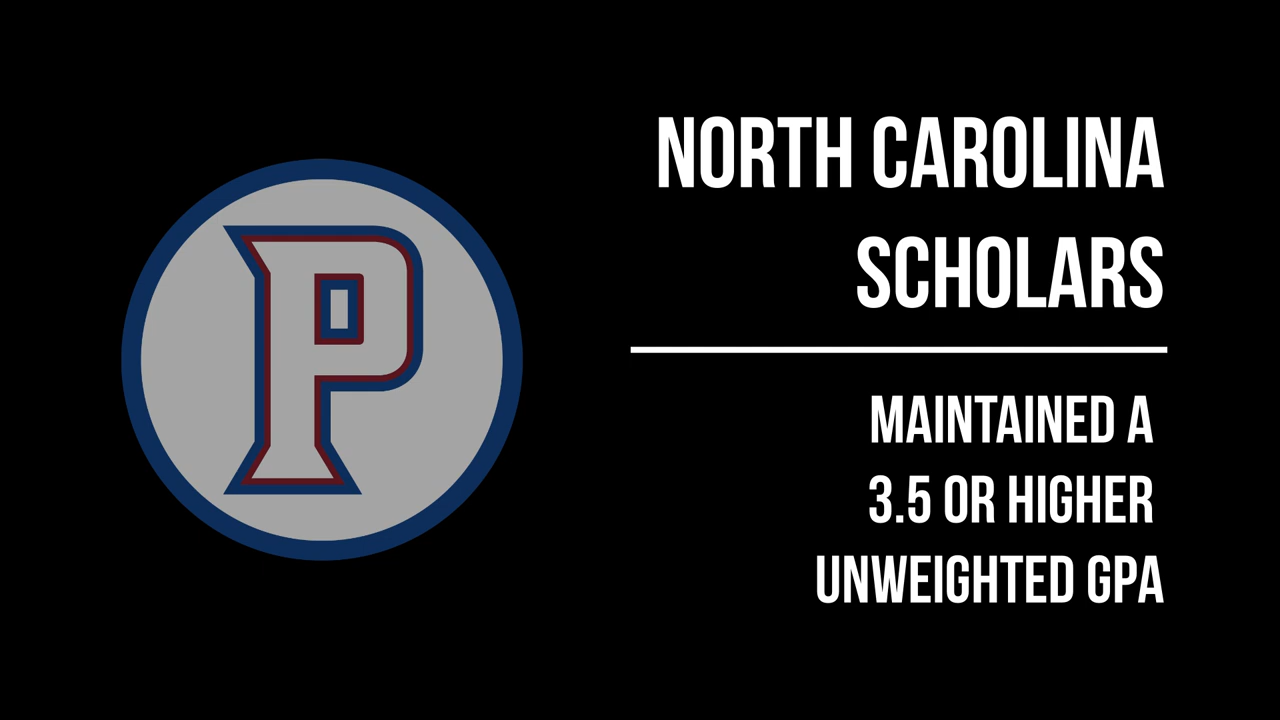 P
NORTH CAROLINA
SCHOLARS
MAINTAINED A
3.5 OR HIGHER
UNWEIGHTED GPA